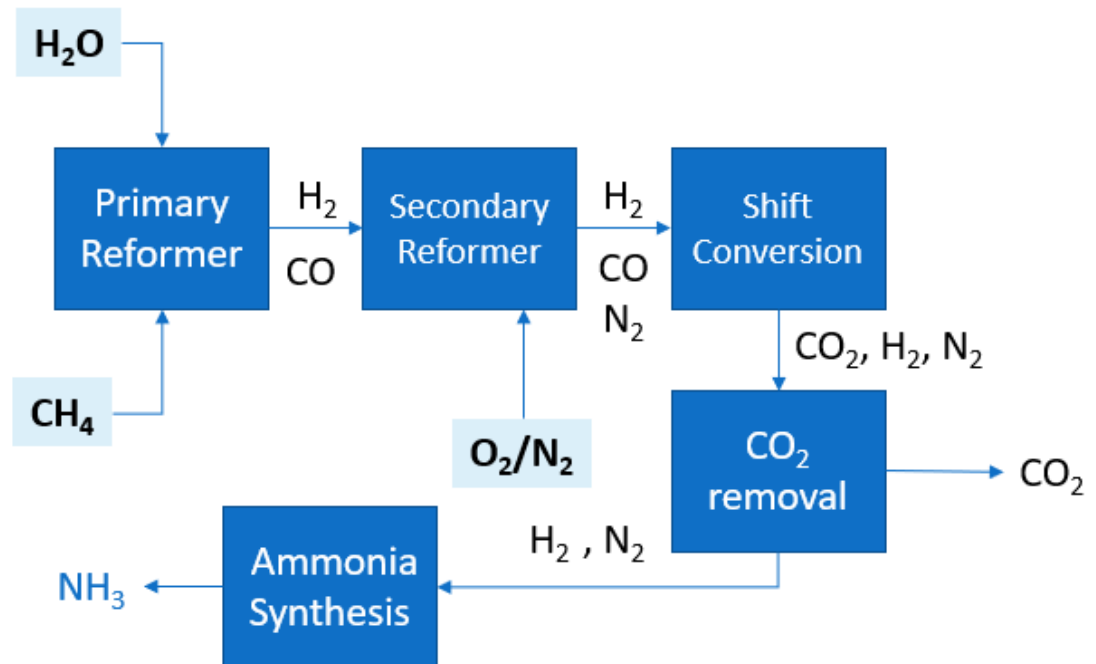 H₂O
Primary
Reformer
CH₄
H₂
CO
Secondary
Reformer
O₂/N₂
H₂
CO
N₂
Shift
Conversion
CO₂, H₂, N₂
CO₂
removal
CO₂
H₂ , N₂
Ammonia
Synthesis
NH₃